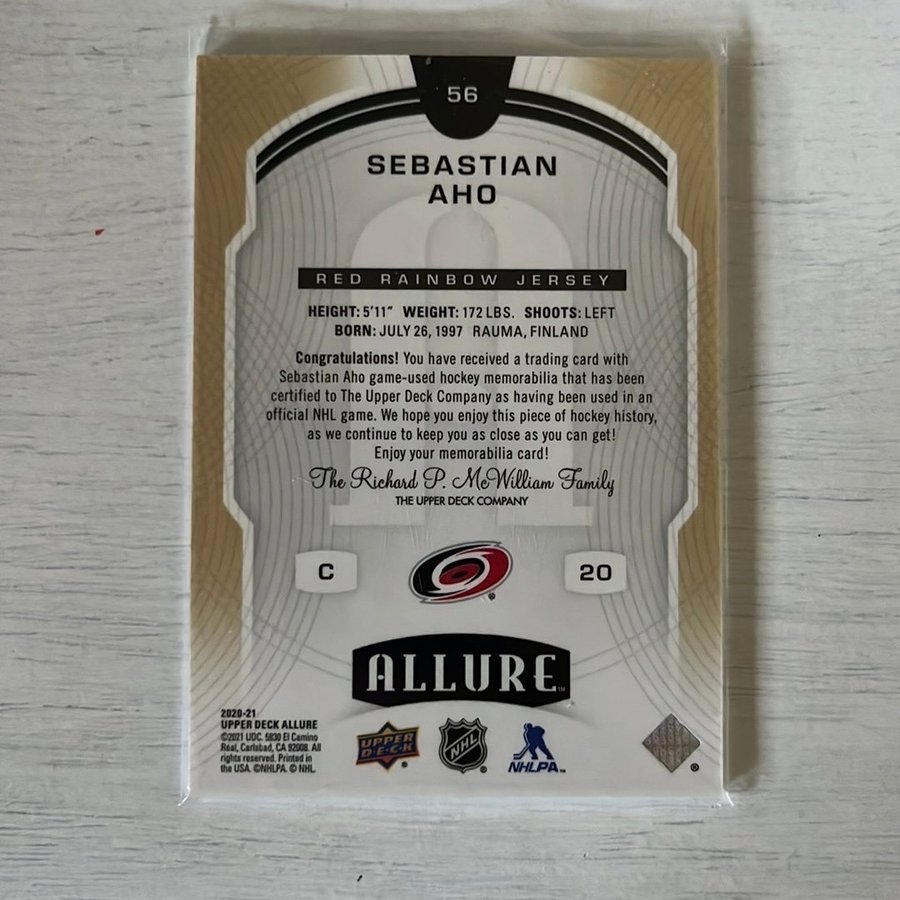 56
SEBASTIAN
AHO
RED RAINBOW JERSEY
HEIGHT: 5'11" WEIGHT: 172 LBS. SHOOTS: LEFT
BORN: JULY 26, 1997 RAUMA, FINLAND
Congratulations! You have received a trading card with
Sebastian Aho game-used hockey memorabilia that has been
certified to The Upper Deck Company as having been used in an
official NHL game. We hope you enjoy this piece of hockey history,
as we continue to keep you as close as you can get!
Enjoy your memorabilia card!
The Richard P. McWilliam Family
THE UPPER DECK COMPANY
C
®
20
ALLURE™
2020-21
UPPER DECK ALLURE
©2021 UDC. 5830 El Camino
Real, Carlsbad, CA 92008. All
rights reserved. Printed in
the USA. ©NHLPA. © NHL.
UPPER DECK®
NHL®
NHLPA™
®